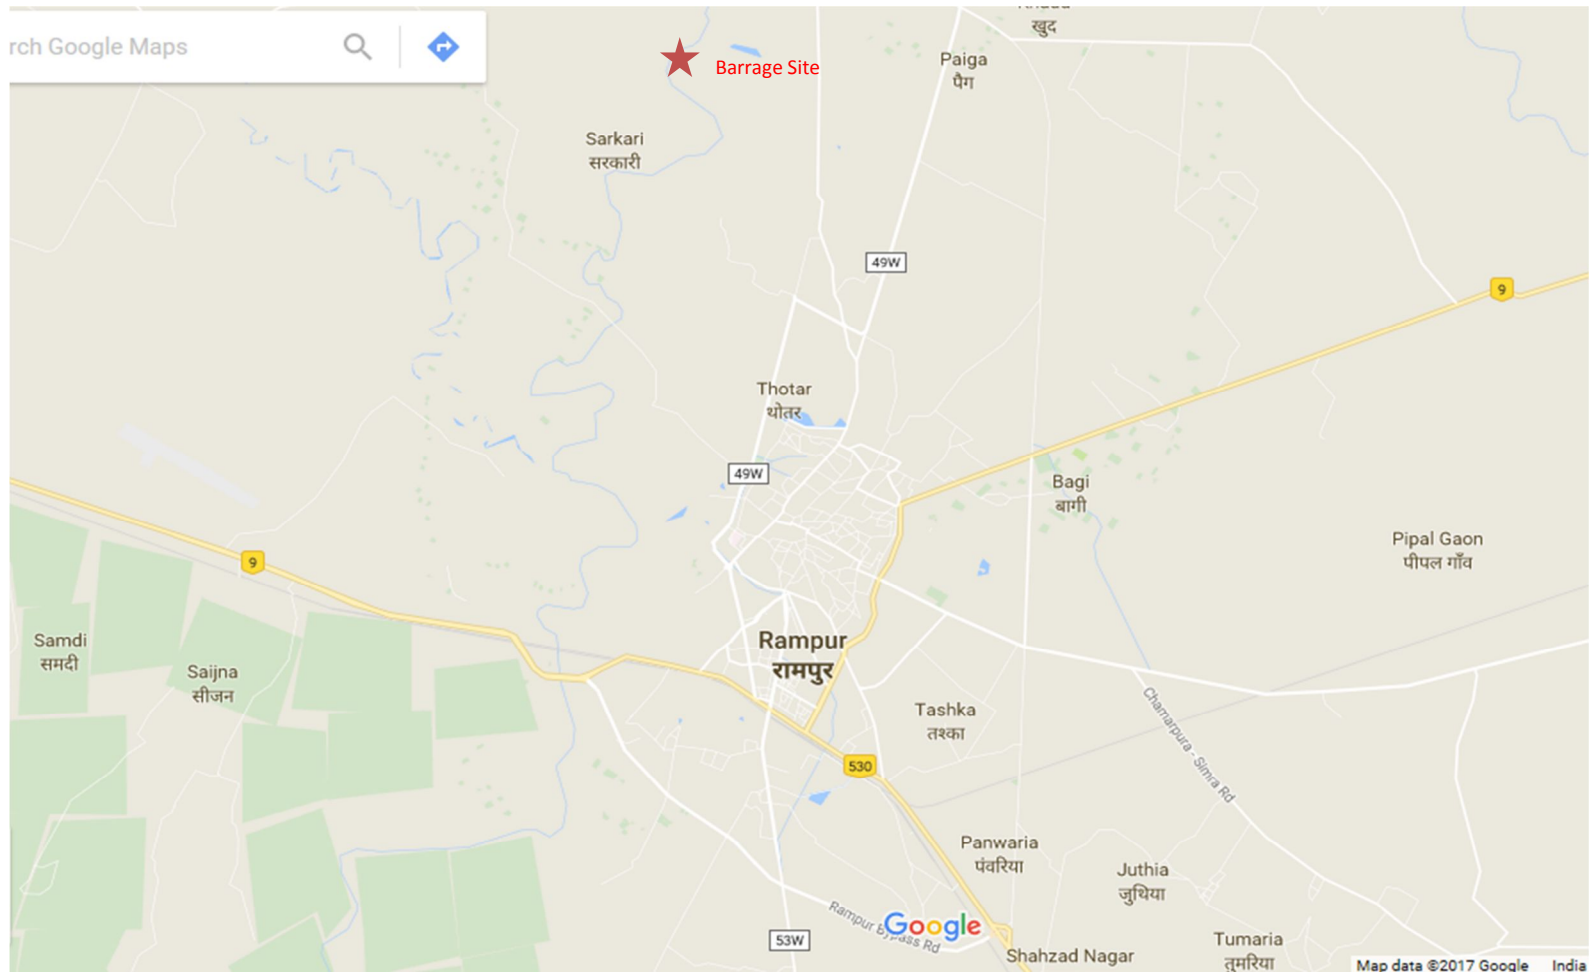 rch Google Maps
Barrage Site
खुद
Paiga
पैग
Sarkari
सरकारी
49W
9
Thotar
थोतर
49W
Bagi
बागी
Pipal Gaon
पीपल गाँव
9
Samdi
समदी
Saijna
सीजन
Rampur
रामपुर
Tashka
तश्का
Chamarpura - Simra Rd
530
Panwaria
पंवरिया
Juthia
जुथिया
Rampur Bypass Rd
Google
53W
Shahzad Nagar
Tumaria
तुमरिया
Map data ©2017 Google India